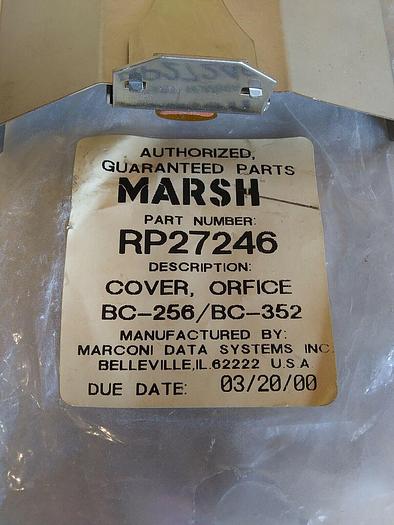 RP27246
AUTHORIZED,
GUARANTEED PARTS
MARSH
PART NUMBER:
RP27246
DESCRIPTION:
COVER, ORFICE
BC-256/BC-352
MANUFACTURED BY:
MARCONI DATA SYSTEMS INC.
BELLEVILLE,IL.62222 U.S.A
DUE DATE: 03/20/00